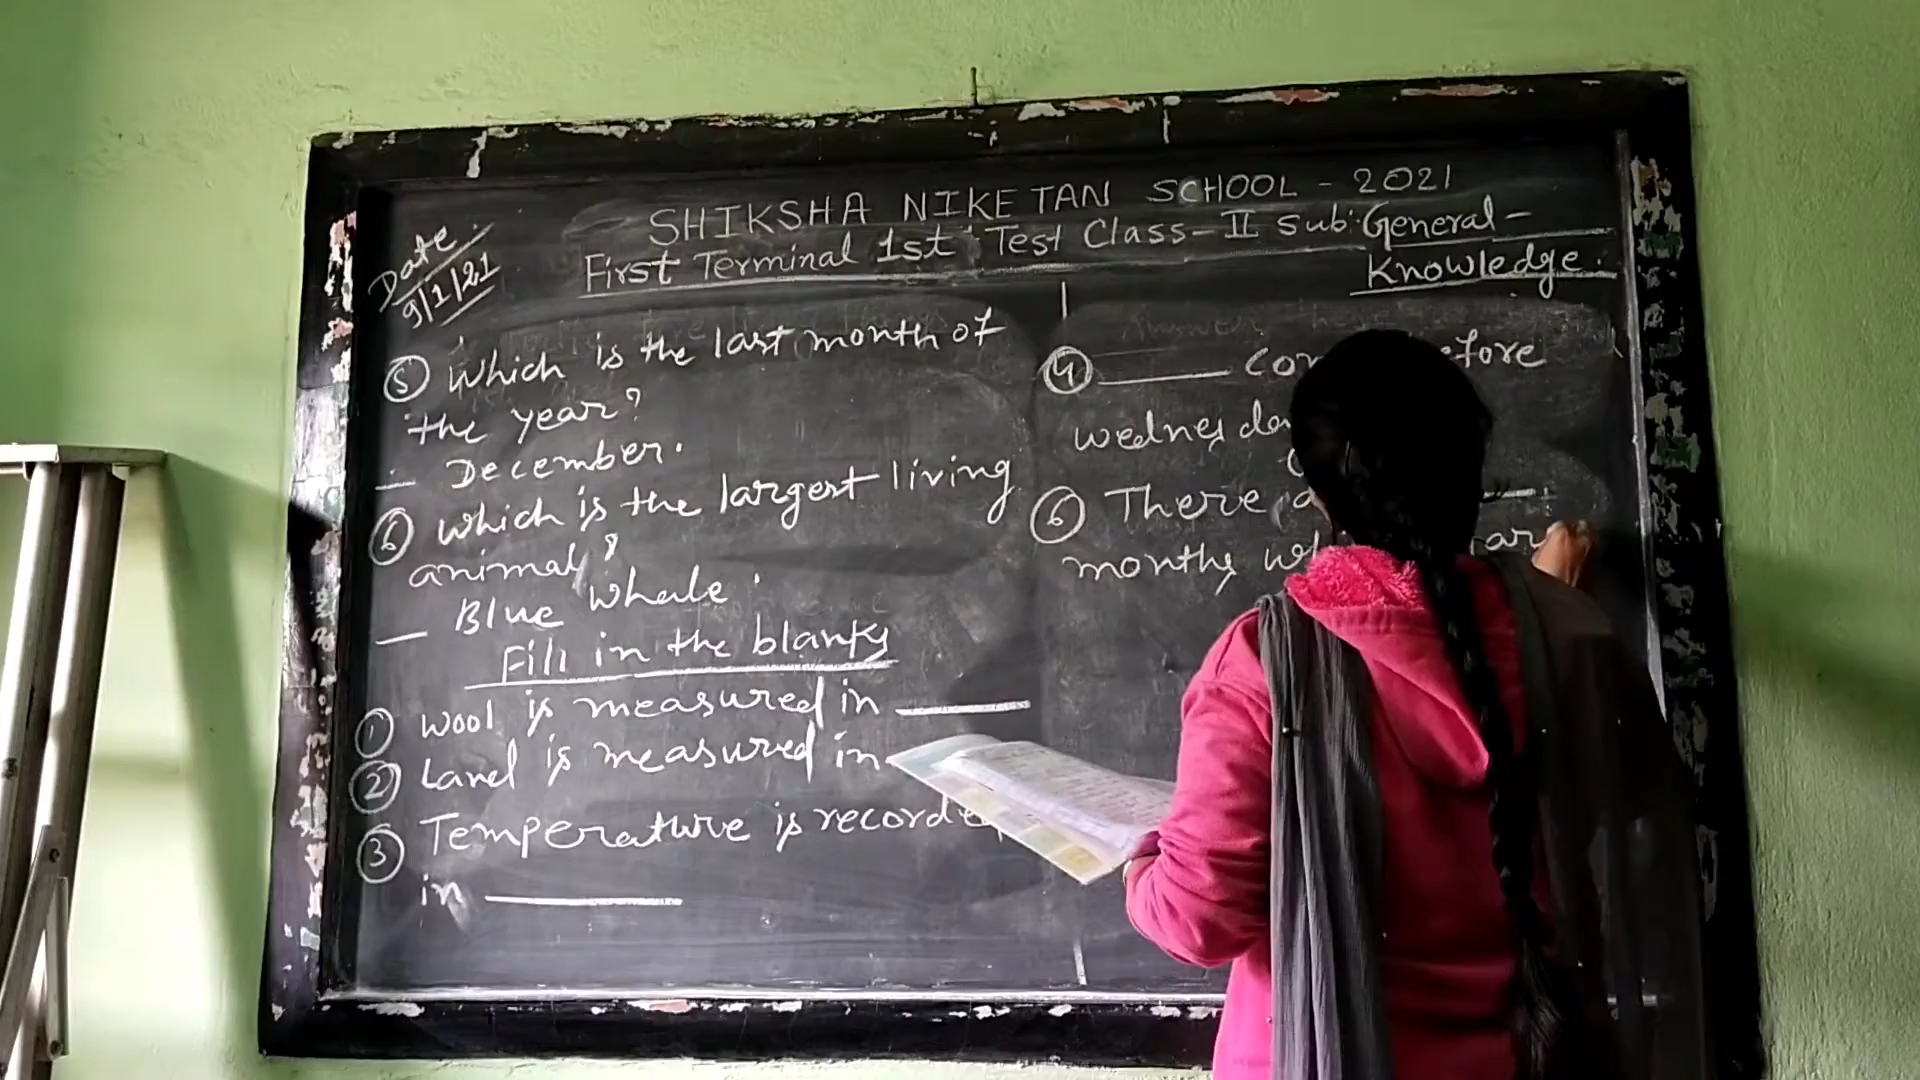 SHIKSHA NIKETAN SCHOOL - 2021
First Terminal 1st Test Class - II Sub: General -
Knowledge.
Date
9/1/21
5 Which is the last month of
the year?
— December.
6 which is the largest living
animal?
— Blue Whale.
Fill in the blanks
1 Wool is measured in ____
2 Land is measured in
3 Temperature is recorded
in ____
4 ____
wednesday
6 There
months